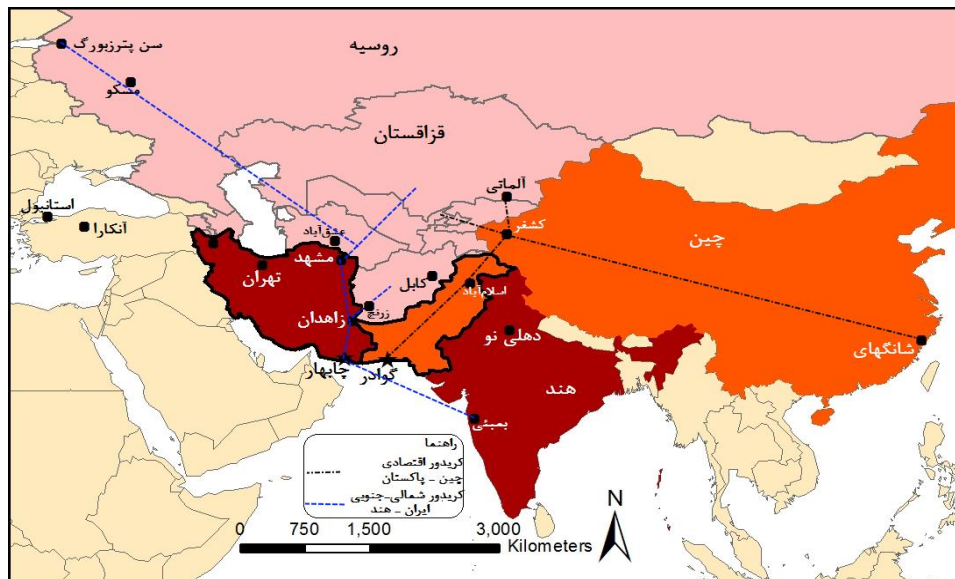 روسیه
سن پترزبورگ
مسکو
قزاقستان
آلماتی
استانبول
آنکارا
عشق‌آباد
کشغر
چین
مشهد
تهران
کابل
اسلام‌آباد
زرنج
زاهدان
دهلی نو
شانگهای
چابهار
گوادر
هند
بمبئی
راهنما
کریدور اقتصادی
چین - پاکستان
کریدور شمالی-جنوبی
ایران - هند
N
0 750 1,500 3,000
Kilometers